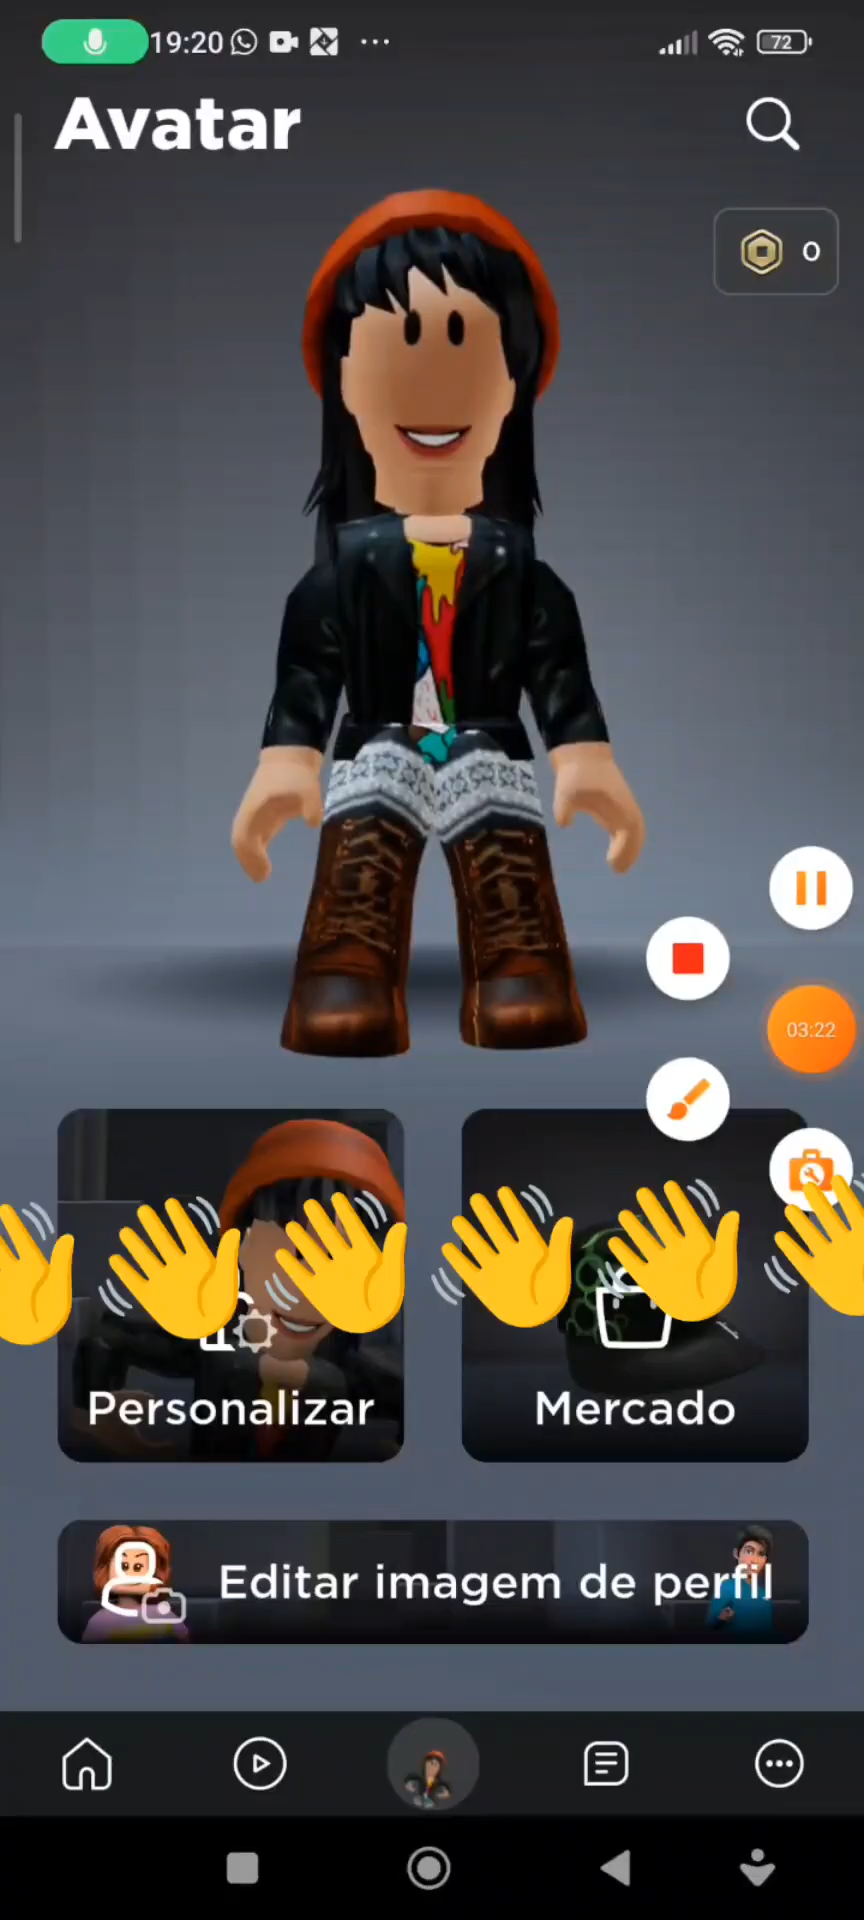 19:20
72
Avatar
0
03:22
Personalizar
Mercado
Editar imagem de perfil